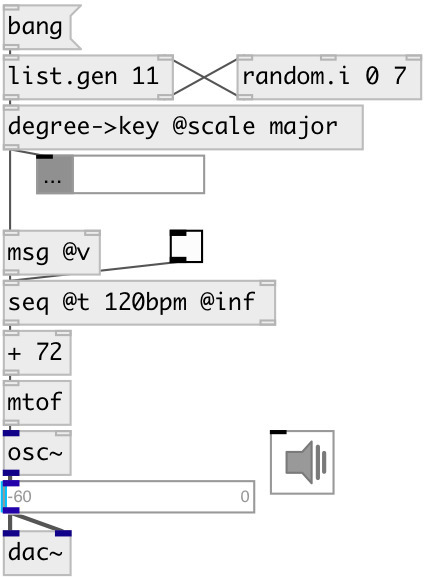 bang
list.gen 11
random.i 0 7
degree->key @scale major
...
msg @v
seq @t 120bpm @inf
+ 72
mtof
osc~
-60 0
dac~